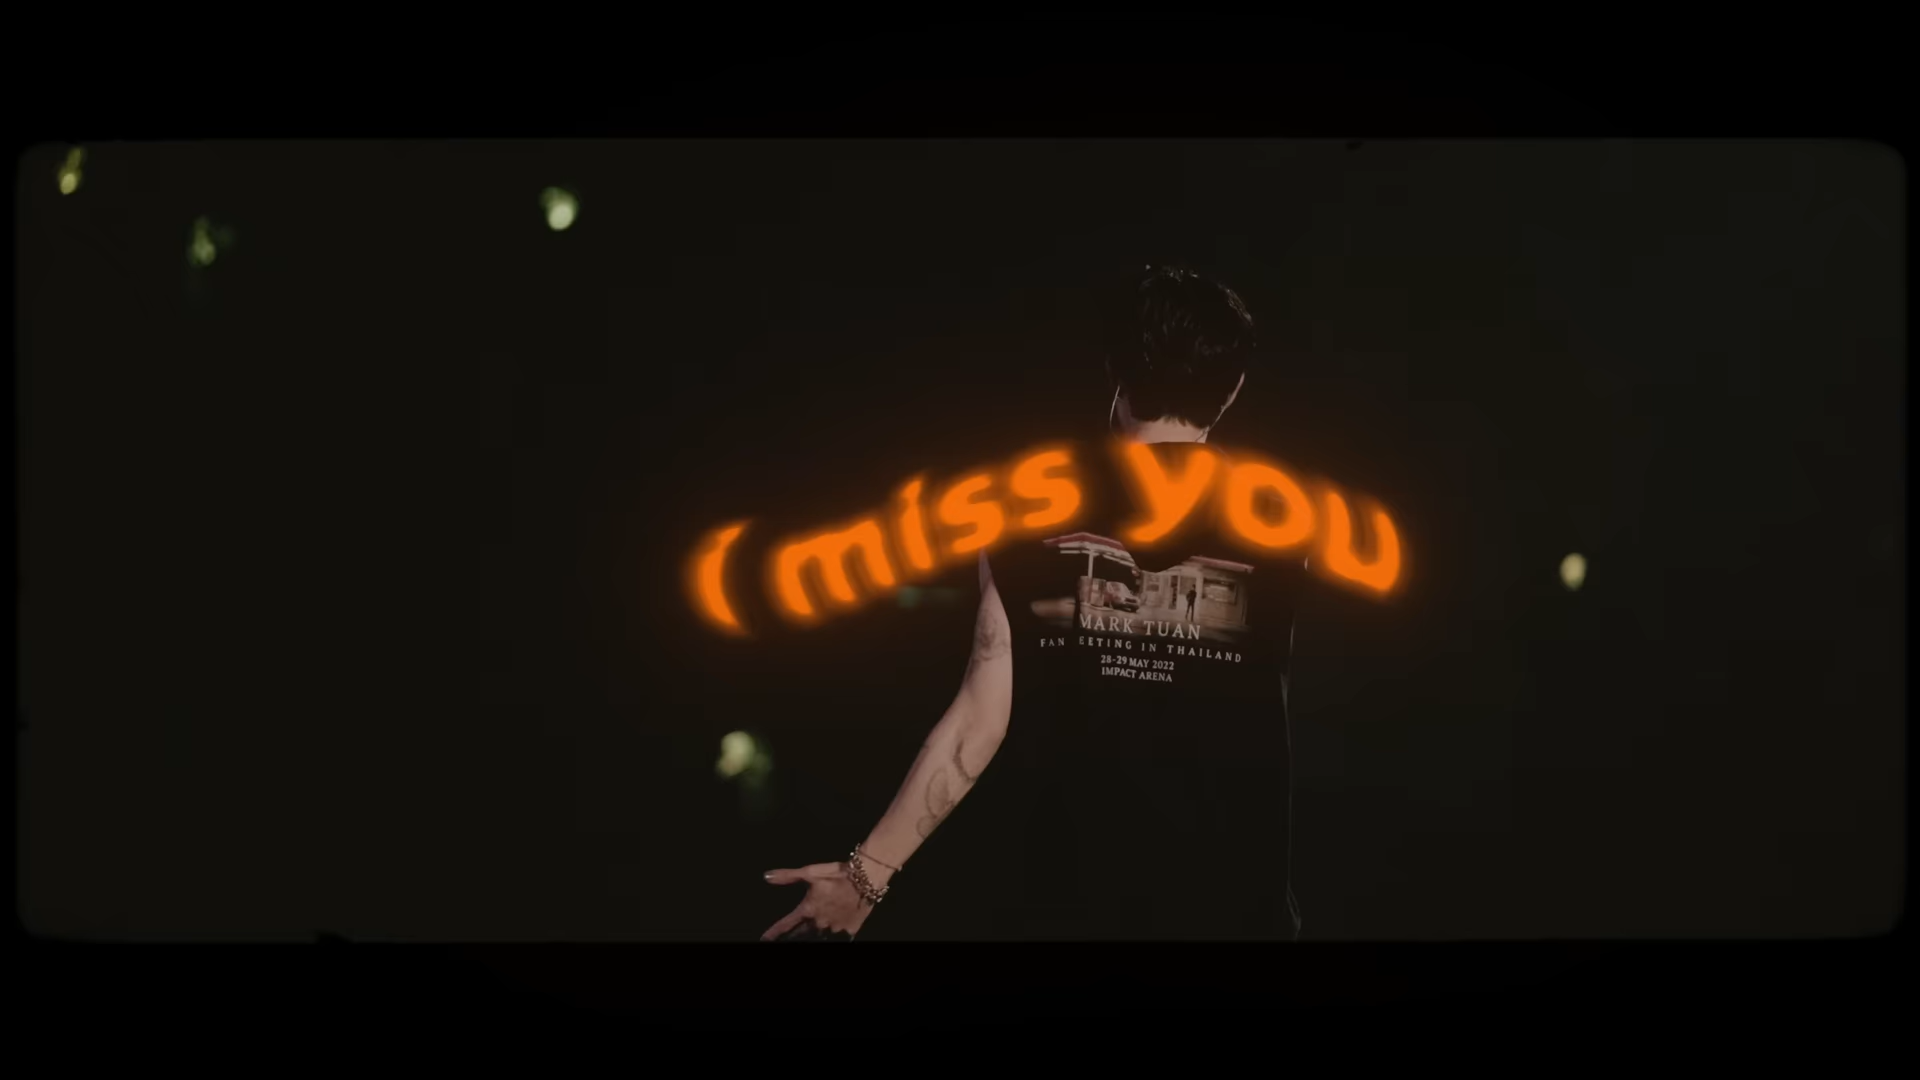 i miss you
MARK TUAN
FAN EETING IN THAILAND
28-29 MAY 2022
IMPACT ARENA